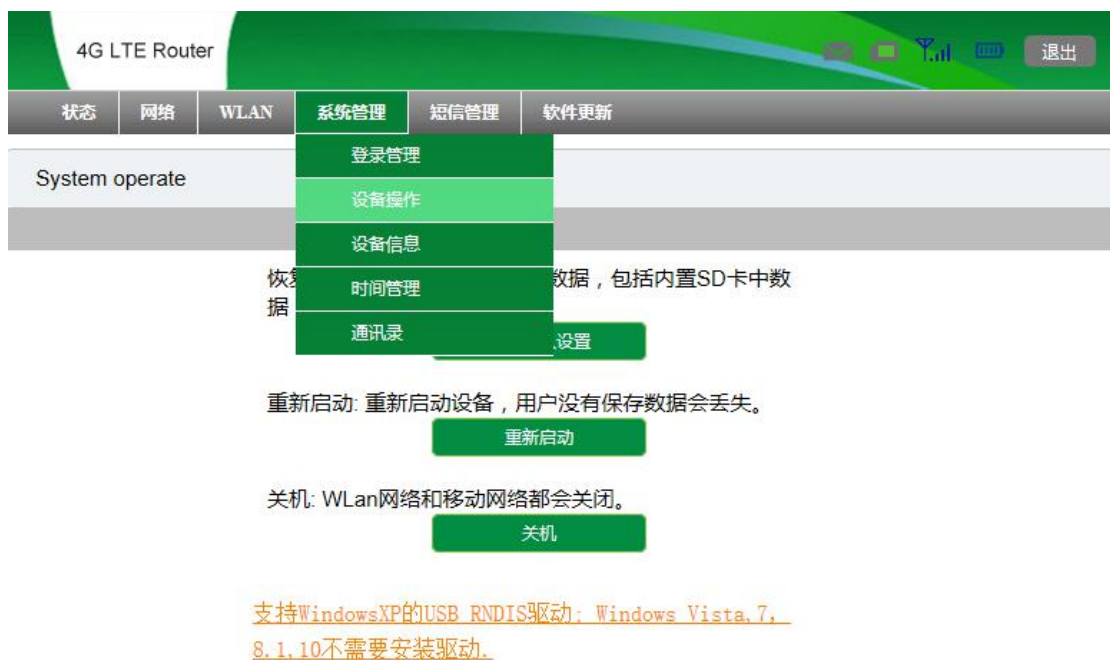 4G LTE Router
退出
状态 网络 WLAN 系统管理 短信管理 软件更新
登录管理
System operate
设备操作
设备信息
数据，包括内置SD卡中数
时间管理
据
通讯录
设置
重新启动: 重新启动设备，用户没有保存数据会丢失。
重新启动
关机: WLan网络和移动网络都会关闭。
关机
支持WindowsXP的USB RNDIS驱动; Windows Vista,7,
8.1,10不需要安装驱动.